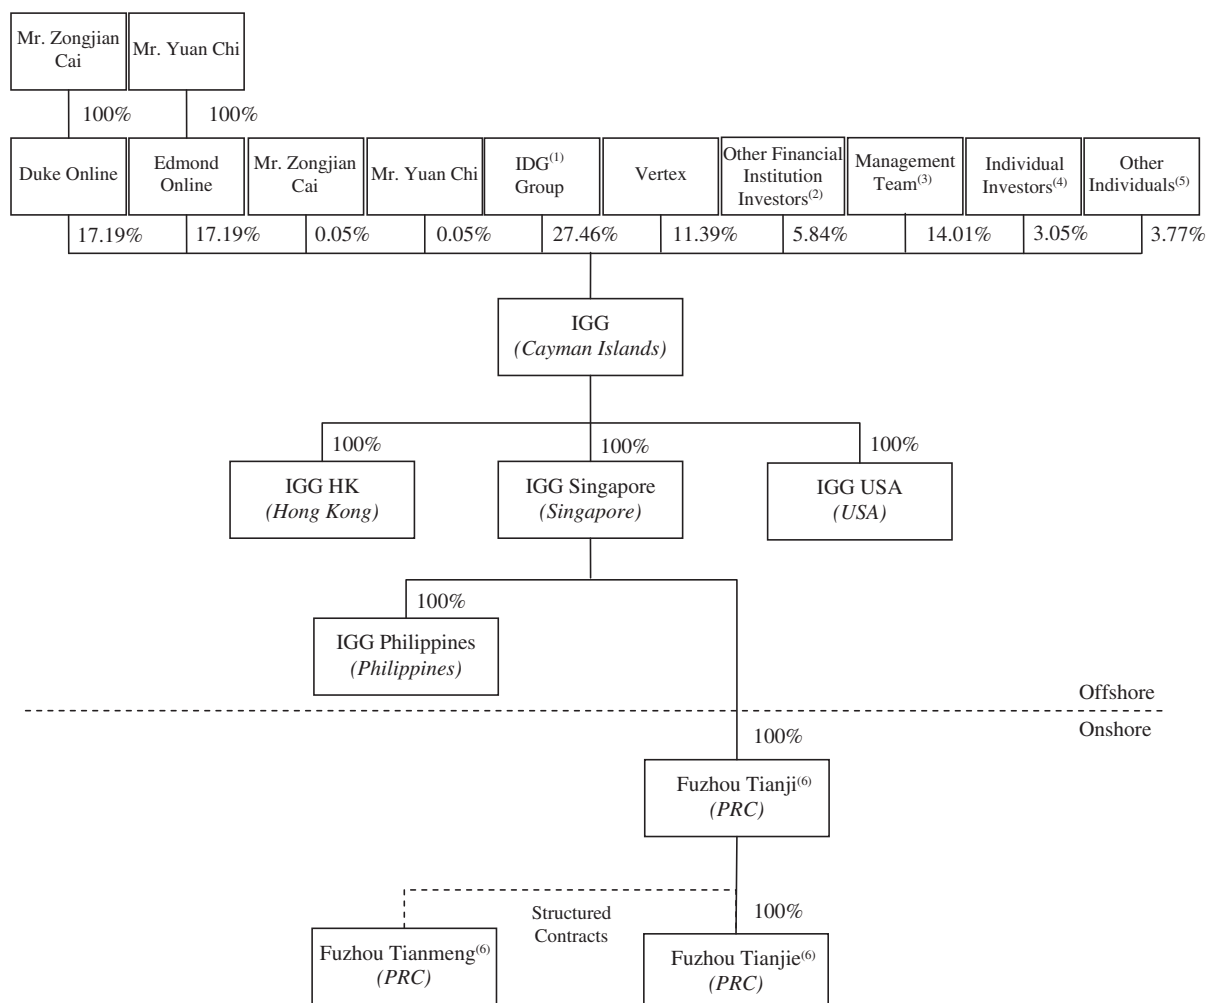 Mr. Zongjian
Cai
Mr. Yuan Chi
100%
100%
Duke Online
Edmond
Online
Mr. Zongjian
Cai
Mr. Yuan Chi
IDG(1)
Group
Vertex
Other Financial
Institution
Investors(2)
Management
Team(3)
Individual
Investors(4)
Other
Individuals(5)
17.19%
17.19%
0.05%
0.05%
27.46%
11.39%
5.84%
14.01%
3.05%
3.77%
IGG
(Cayman Islands)
100%
100%
100%
IGG HK
(Hong Kong)
IGG Singapore
(Singapore)
IGG USA
(USA)
100%
IGG Philippines
(Philippines)
Offshore
Onshore
100%
Fuzhou Tianji(6)
(PRC)
Structured
Contracts
100%
Fuzhou Tianmeng(6)
(PRC)
Fuzhou Tianjie(6)
(PRC)